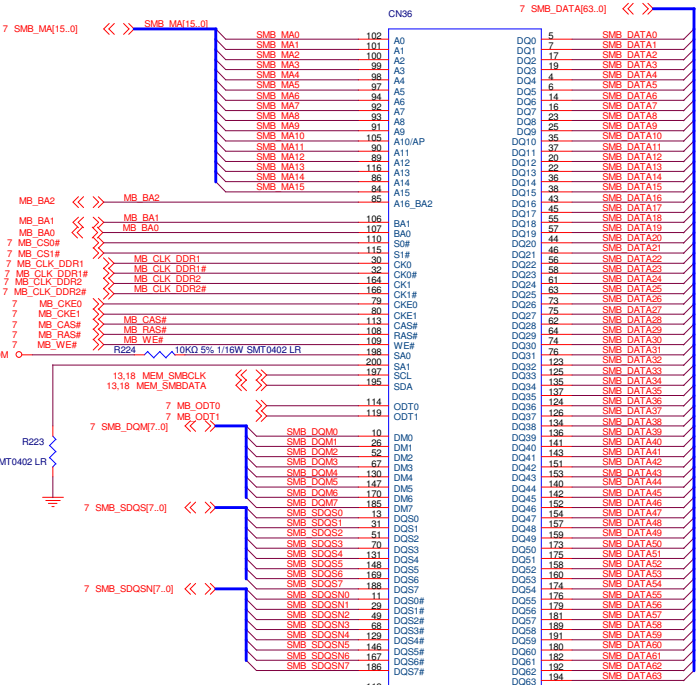 7 SMB_DATA[63..0]
CN36
7 SMB_MA[15..0] SMB_MA[15..0]
SMB_MA0 102 A0 DQ0 5 SMB_DATA0
SMB_MA1 101 A1 DQ1 7 SMB_DATA1
SMB_MA2 100 A2 DQ2 17 SMB_DATA2
SMB_MA3 99 A3 DQ3 19 SMB_DATA3
SMB_MA4 98 A4 DQ4 4 SMB_DATA4
SMB_MA5 97 A5 DQ5 6 SMB_DATA5
SMB_MA6 94 A6 DQ6 14 SMB_DATA6
SMB_MA7 92 A7 DQ7 16 SMB_DATA7
SMB_MA8 93 A8 DQ8 23 SMB_DATA8
SMB_MA9 91 A9 DQ9 25 SMB_DATA9
SMB_MA10 105 A10/AP DQ10 35 SMB_DATA10
SMB_MA11 90 A11 DQ11 37 SMB_DATA11
SMB_MA12 89 A12 DQ12 20 SMB_DATA12
SMB_MA13 116 A13 DQ13 22 SMB_DATA13
SMB_MA14 86 A14 DQ14 36 SMB_DATA14
SMB_MA15 84 A15 DQ15 38 SMB_DATA15
MB_BA2 MB_BA2 85 A16_BA2 DQ16 43 SMB_DATA16
DQ17 45 SMB_DATA17
MB_BA1 MB_BA1 106 BA1 DQ18 55 SMB_DATA18
MB_BA0 MB_BA0 107 BA0 DQ19 57 SMB_DATA19
7 MB_CS0# 110 S0# DQ20 44 SMB_DATA20
7 MB_CS1# 115 S1# DQ21 46 SMB_DATA21
7 MB_CLK_DDR1 MB_CLK_DDR1 30 CK0 DQ22 56 SMB_DATA22
7 MB_CLK_DDR1# MB_CLK_DDR1# 32 CK0# DQ23 58 SMB_DATA23
7 MB_CLK_DDR2 MB_CLK_DDR2 164 CK1 DQ24 61 SMB_DATA24
7 MB_CLK_DDR2# MB_CLK_DDR2# 166 CK1# DQ25 63 SMB_DATA25
7 MB_CKE0 79 CKE0 DQ26 73 SMB_DATA26
7 MB_CKE1 80 CKE1 DQ27 75 SMB_DATA27
7 MB_CAS# MB_CAS# 113 CAS# DQ28 62 SMB_DATA28
7 MB_RAS# MB_RAS# 108 RAS# DQ29 64 SMB_DATA29
7 MB_WE# MB_WE# 109 WE# DQ30 74 SMB_DATA30
R224 10KΩ 5% 1/16W SMT0402 LR 198 SA0 DQ31 76 SMB_DATA31
200 SA1 DQ32 123 SMB_DATA32
13,18 MEM_SMBCLK 197 SCL DQ33 125 SMB_DATA33
13,18 MEM_SMBDATA 195 SDA DQ34 135 SMB_DATA34
DQ35 137 SMB_DATA35
7 MB_ODT0 114 ODT0 DQ36 124 SMB_DATA36
7 MB_ODT1 119 ODT1 DQ37 126 SMB_DATA37
7 SMB_DQM[7..0] DQ38 134 SMB_DATA38
SMB_DQM0 10 DM0 DQ39 136 SMB_DATA39
SMB_DQM1 26 DM1 DQ40 141 SMB_DATA40
SMB_DQM2 52 DM2 DQ41 143 SMB_DATA41
SMB_DQM3 67 DM3 DQ42 151 SMB_DATA42
SMB_DQM4 130 DM4 DQ43 153 SMB_DATA43
SMB_DQM5 147 DM5 DQ44 140 SMB_DATA44
SMB_DQM6 170 DM6 DQ45 142 SMB_DATA45
SMB_DQM7 185 DM7 DQ46 152 SMB_DATA46
7 SMB_SDQS[7..0] SMB_SDQS0 13 DQS0 DQ47 154 SMB_DATA47
SMB_SDQS1 31 DQS1 DQ48 157 SMB_DATA48
SMB_SDQS2 51 DQS2 DQ49 159 SMB_DATA49
SMB_SDQS3 70 DQS3 DQ50 173 SMB_DATA50
SMB_SDQS4 131 DQS4 DQ51 175 SMB_DATA51
SMB_SDQS5 148 DQS5 DQ52 158 SMB_DATA52
SMB_SDQS6 169 DQS6 DQ53 160 SMB_DATA53
SMB_SDQS7 188 DQS7 DQ54 174 SMB_DATA54
7 SMB_SDQSN[7..0] SMB_SDQSN0 11 DQS0# DQ55 176 SMB_DATA55
SMB_SDQSN1 29 DQS1# DQ56 179 SMB_DATA56
SMB_SDQSN2 49 DQS2# DQ57 181 SMB_DATA57
SMB_SDQSN3 68 DQS3# DQ58 189 SMB_DATA58
SMB_SDQSN4 129 DQS4# DQ59 191 SMB_DATA59
SMB_SDQSN5 146 DQS5# DQ60 180 SMB_DATA60
SMB_SDQSN6 167 DQS6# DQ61 182 SMB_DATA61
SMB_SDQSN7 186 DQS7# DQ62 192 SMB_DATA62
DQ63 194 SMB_DATA63
R223
MT0402 LR